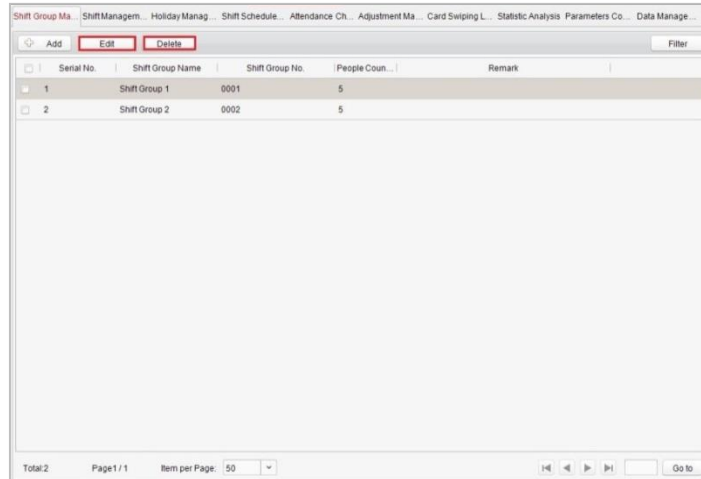 Shift Group Ma... Shift Managem... Holiday Manag... Shift Schedule... Attendance Ch... Adjustment Ma... Card Swiping L... Statistic Analysis Parameters Co... Data Manage...
Add Edit Delete Filter
Serial No. Shift Group Name Shift Group No. People Coun... Remark
1 Shift Group 1 0001 5
2 Shift Group 2 0002 5
Total:2 Page1 / 1 Item per Page: 50 Go to